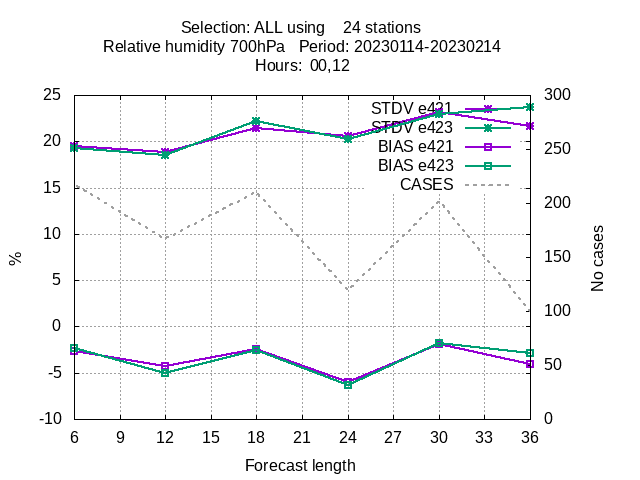 Selection: ALL using    24 stations
Relative humidity 700hPa   Period: 20230114-20230214
Hours:  00,12
25
20
15
10
5
0
-5
-10
%
STDV e421
STDV e423
BIAS e421
BIAS e423
CASES
300
250
200
150
100
50
0
No cases
6 9 12 15 18 21 24 27 30 33 36
Forecast length